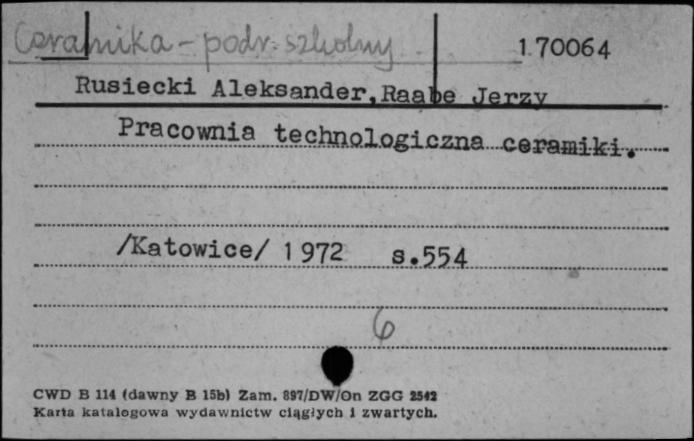 Ceramika - podr. szkolny 1.70064
Rusiecki Aleksander, Raabe Jerzy
Pracownia technologiczna ceramiki.
/Katowice/ 1972 s.554
6
CWD B 114 (dawny B 15b) Zam. 897/DW/On ZGG 2542
Karta katalogowa wydawnictw ciągłych i zwartych.